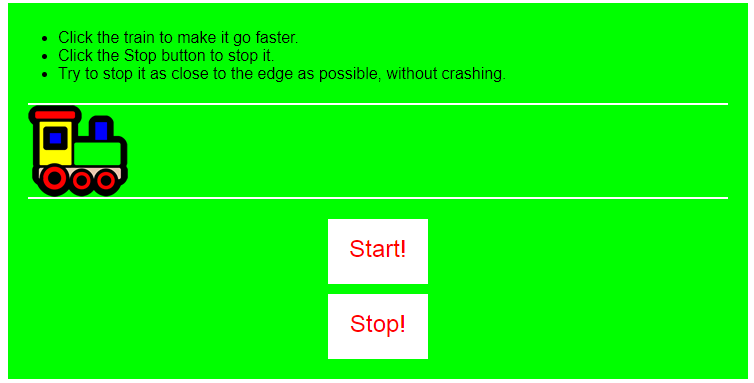 Click the train to make it go faster.
Click the Stop button to stop it.
Try to stop it as close to the edge as possible, without crashing.
Start!
Stop!